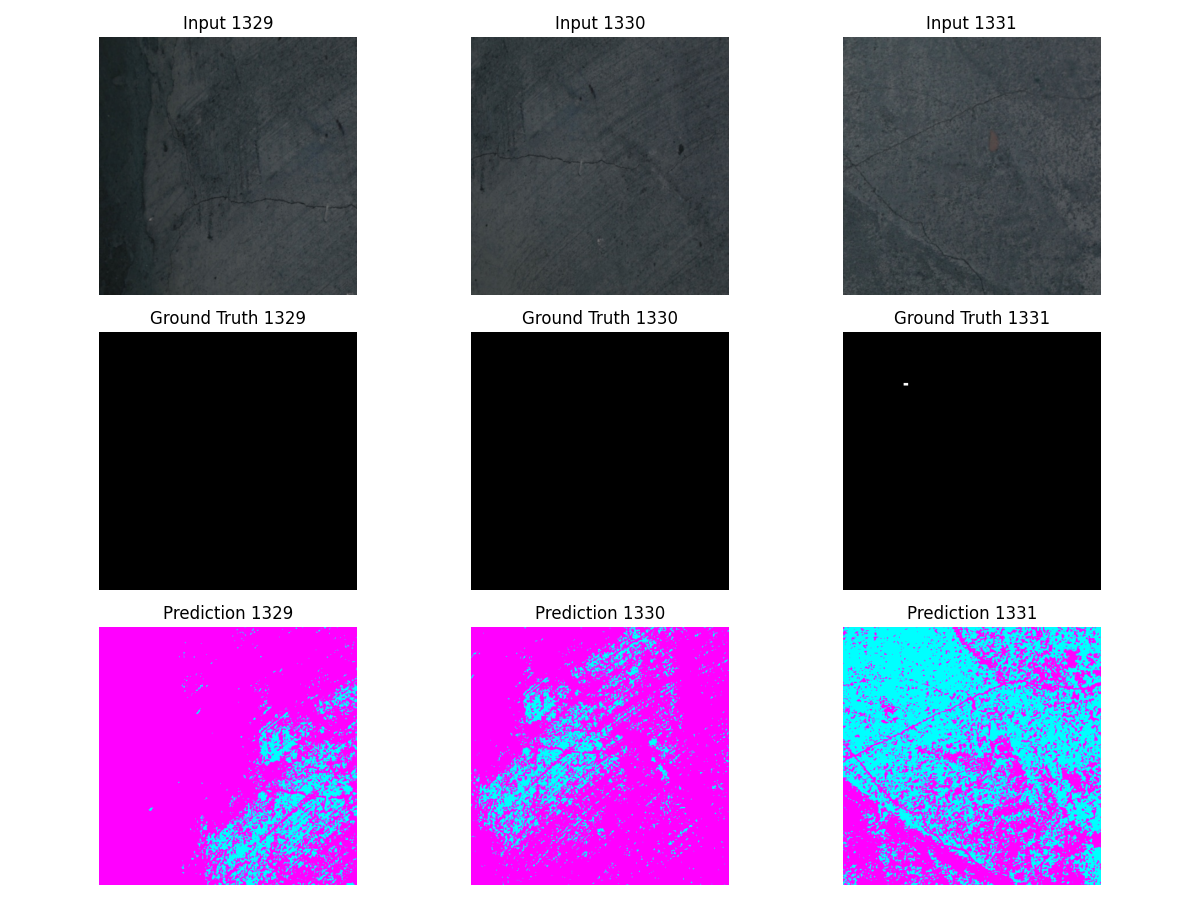 Input 1329
Input 1330
Input 1331
Ground Truth 1329
Ground Truth 1330
Ground Truth 1331
Prediction 1329
Prediction 1330
Prediction 1331